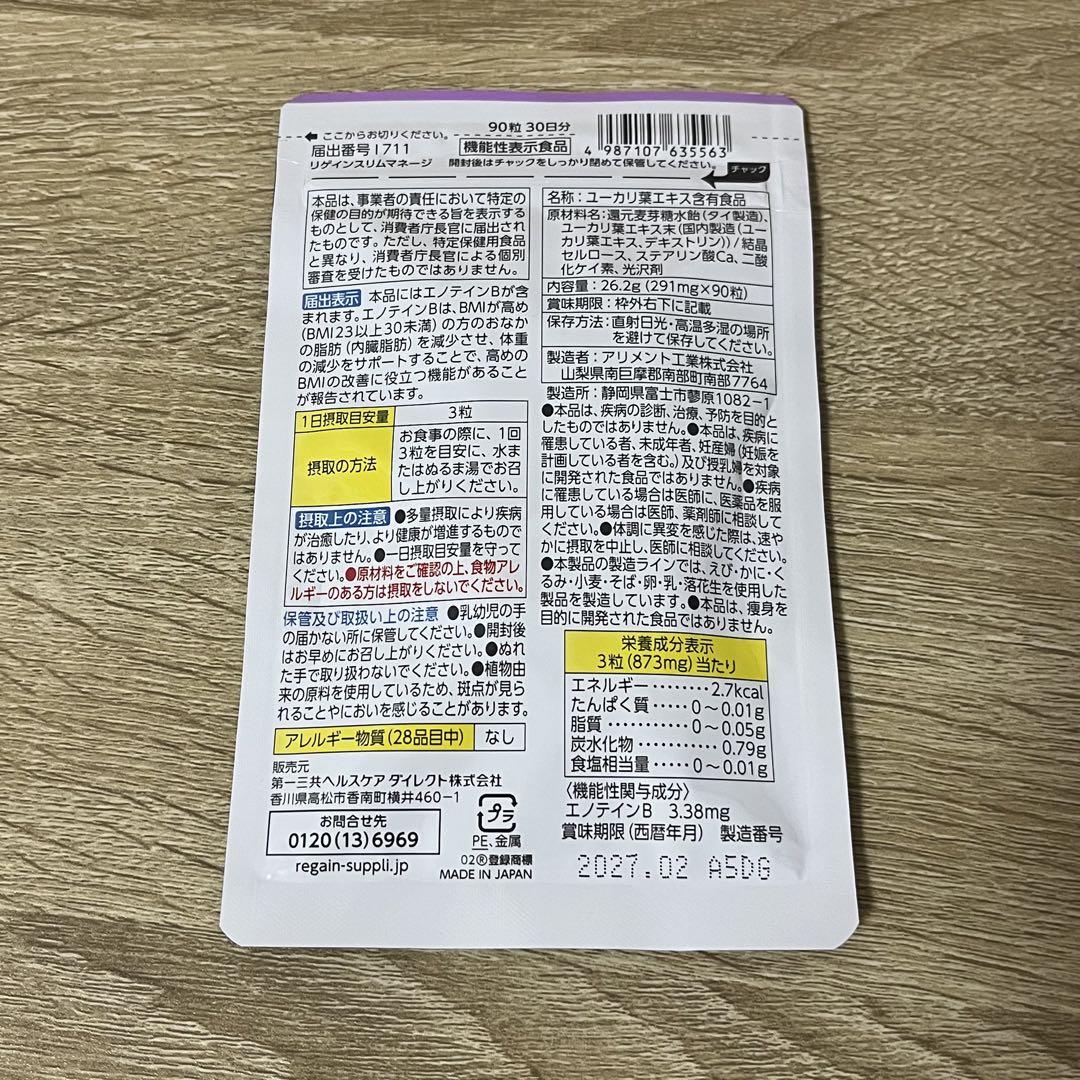 90粒 30日分
ここからお切りください。
届出番号I711
機能性表示食品
4 987107 635563
リゲインスリムマネージ
開封後はチャックをしっかり閉めて保管してください。
チャック
本品は、事業者の責任において特定の
保健の目的が期待できる旨を表示する
ものとして、消費者庁長官に届出され
たものです。ただし、特定保健用食品
と異なり、消費者庁長官による個別
審査を受けたものではありません。
届出表示 本品にはエノテインBが含
まれます。エノテインBは、BMIが高め
(BMI23以上30未満)の方のおなか
の脂肪(内臓脂肪)を減少させ、体重
の減少をサポートすることで、高めの
BMIの改善に役立つ機能があること
が報告されています。
1日摂取目安量 3粒
摂取の方法
お食事の際に、1回
3粒を目安に、水ま
たはぬるま湯でお召
し上がりください。
摂取上の注意 ●多量摂取により疾病
が治癒したり、より健康が増進するもので
はありません。●一日摂取目安量を守って
ください。●原材料をご確認の上、食物アレ
ルギーのある方は摂取をしないでください。
保管及び取扱い上の注意 ●乳幼児の手
の届かない所に保管してください。●開封後
はお早めにお召し上がりください。●ぬれ
た手で取り扱わないでください。●植物由
来の原料を使用しているため、斑点が見ら
れることやにおいを感じることがあります。
アレルギー物質(28品目中) なし
販売元
第一三共ヘルスケア ダイレクト株式会社
香川県高松市香南町横井460-1
お問合せ先
0120(13)6969
regain-suppli.jp
プラ
PE、金属
02®登録商標
MADE IN JAPAN
名称:ユーカリ葉エキス含有食品
原材料名:還元麦芽糖水飴(タイ製造)、
ユーカリ葉エキス末(国内製造(ユー
カリ葉エキス、デキストリン))/結晶
セルロース、ステアリン酸Ca、二酸
化ケイ素、光沢剤
内容量:26.2g(291mg×90粒)
賞味期限:枠外右下に記載
保存方法:直射日光・高温多湿の場所
を避けて保存してください。
製造者:アリメント工業株式会社
山梨県南巨摩郡南部町南部7764
製造所:静岡県富士市蓼原1082-1
●本品は、疾病の診断、治療、予防を目的と
したものではありません。●本品は、疾病に
罹患している者、未成年者、妊産婦(妊娠を
計画している者を含む。)及び授乳婦を対象
に開発された食品ではありません。●疾病
に罹患している場合は医師に、医薬品を服
用している場合は医師、薬剤師に相談して
ください。●体調に異変を感じた際は、速や
かに摂取を中止し、医師に相談してください。
●本製品の製造ラインでは、えび・かに・く
るみ・小麦・そば・卵・乳・落花生を使用した
製品を製造しています。●本品は、痩身を
目的に開発された食品ではありません。
栄養成分表示
3粒(873mg)当たり
エネルギー………2.7kcal
たんぱく質……0〜0.01g
脂質…………0〜0.05g
炭水化物…………0.79g
食塩相当量……0〜0.01g
〈機能性関与成分〉
エノテインB 3.38mg
賞味期限(西暦年月) 製造番号
2027.02 A5DG